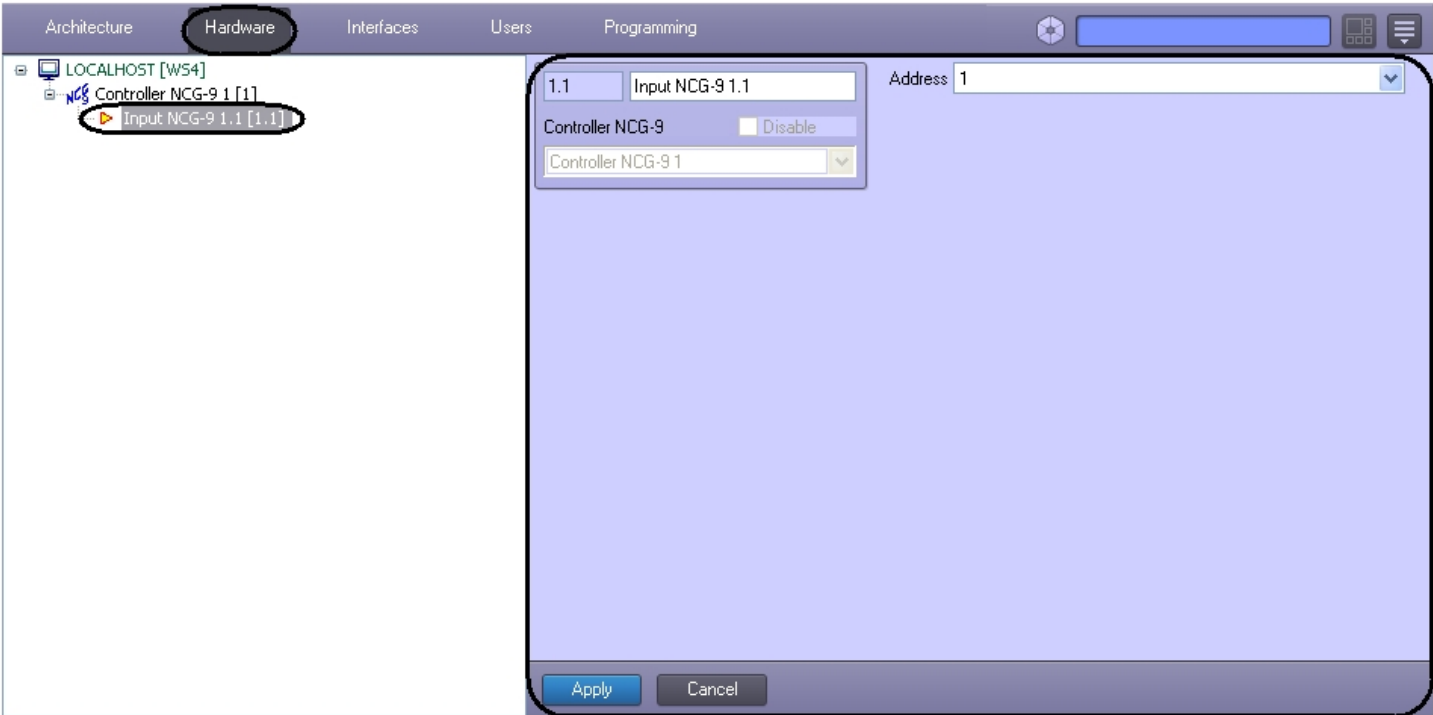 Architecture Hardware Interfaces Users Programming
LOCALHOST [WS4]
NCG Controller NCG-9 1 [1]
Input NCG-9 1.1 [1.1]
1.1 Input NCG-9 1.1
Controller NCG-9 Disable
Controller NCG-9 1
Address 1
Apply Cancel